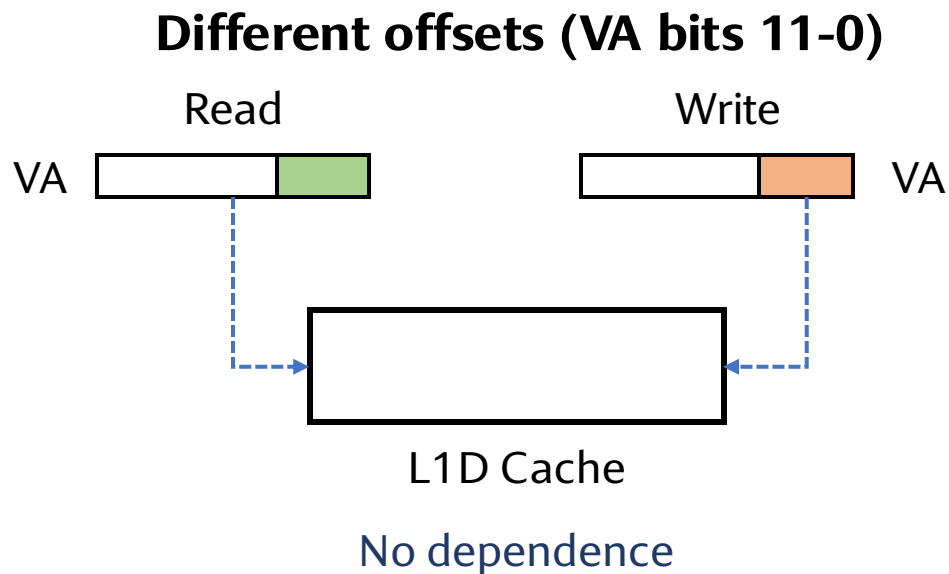 Different offsets (VA bits 11-0)
Read
Write
VA
VA
L1D Cache
No dependence